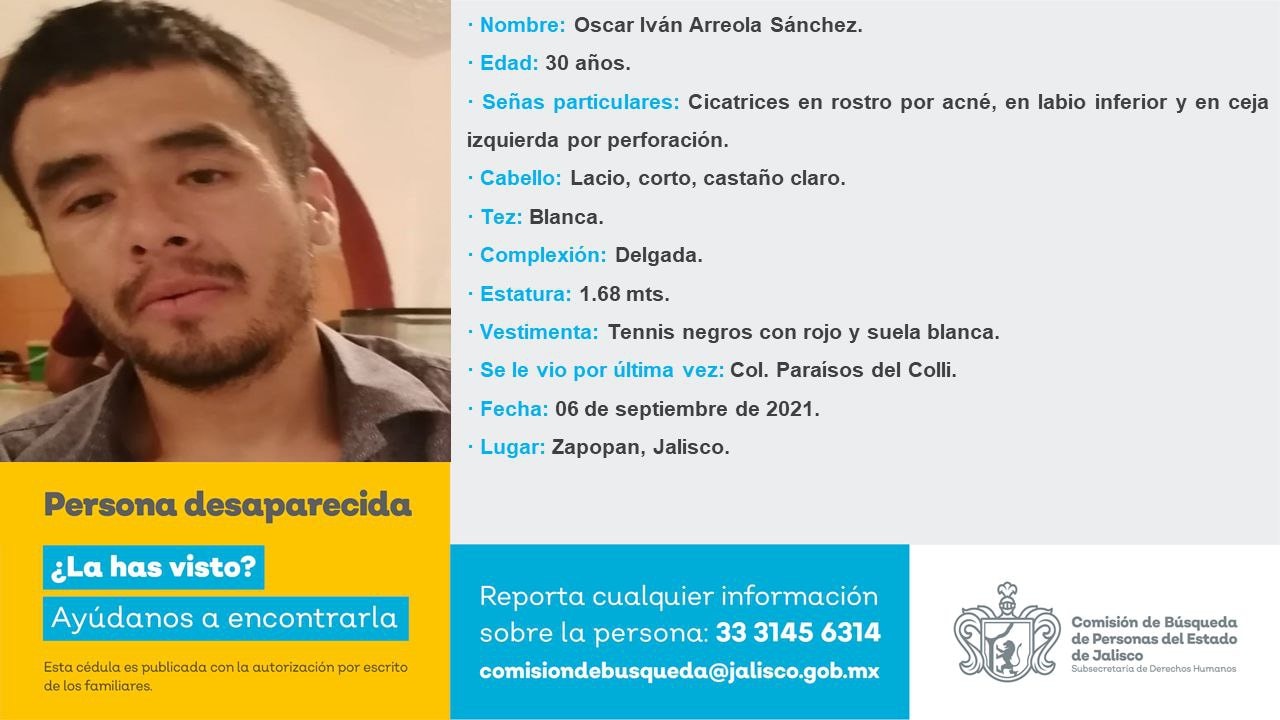 · Nombre: Oscar Iván Arreola Sánchez.
· Edad: 30 años.
· Señas particulares: Cicatrices en rostro por acné, en labio inferior y en ceja
izquierda por perforación.
· Cabello: Lacio, corto, castaño claro.
· Tez: Blanca.
· Complexión: Delgada.
· Estatura: 1.68 mts.
· Vestimenta: Tennis negros con rojo y suela blanca.
· Se le vio por última vez: Col. Paraísos del Colli.
· Fecha: 06 de septiembre de 2021.
· Lugar: Zapopan, Jalisco.
Persona desaparecida
¿La has visto?
Ayúdanos a encontrarla
Esta cédula es publicada con la autorización por escrito
de los familiares.
Reporta cualquier información
sobre la persona: 33 3145 6314
comisiondebusqueda@jalisco.gob.mx
Comisión de Búsqueda
de Personas del Estado
de Jalisco
Subsecretaría de Derechos Humanos